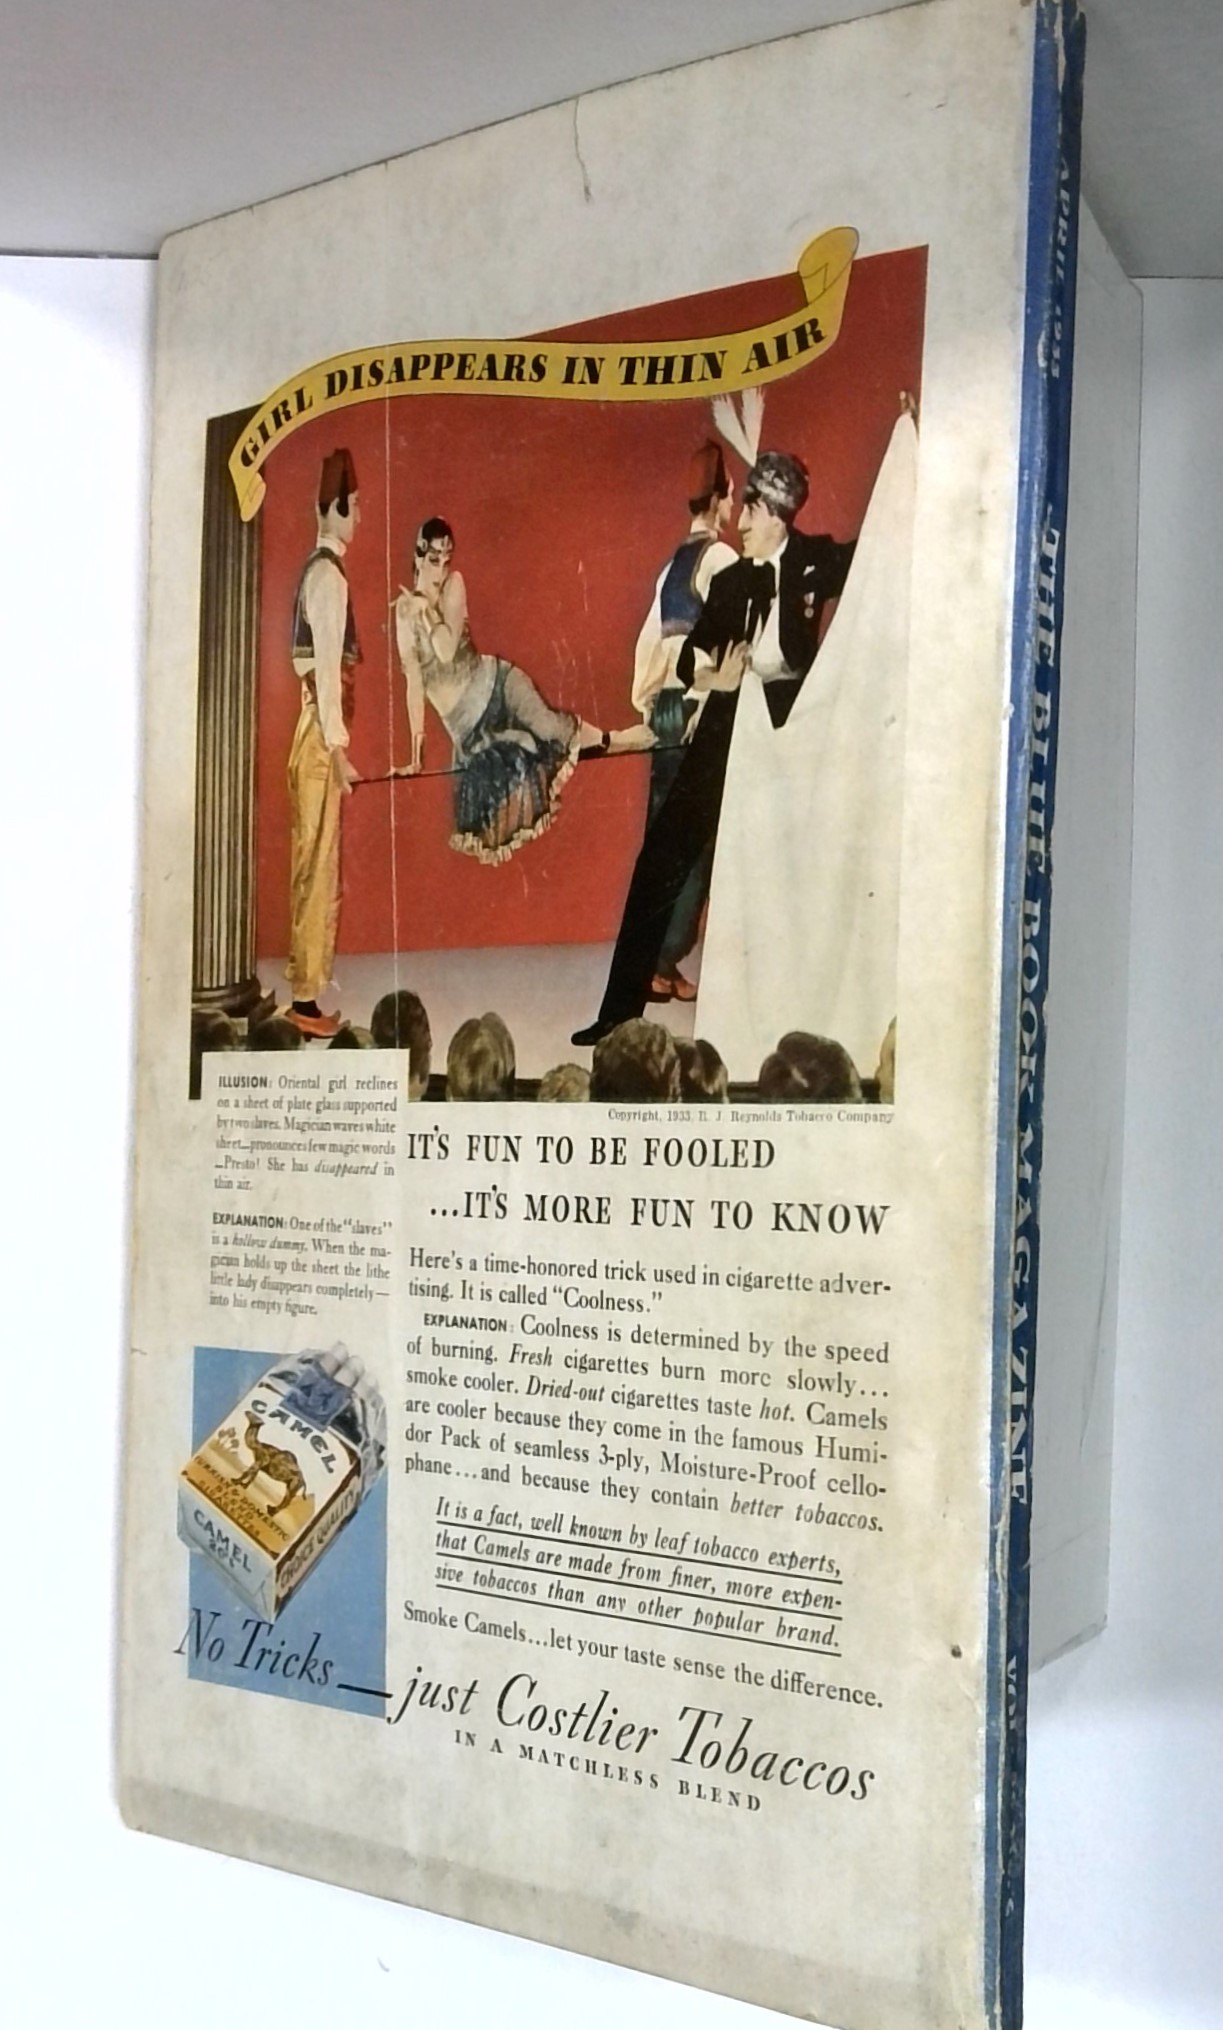 GIRL DISAPPEARS IN THIN AIR
ILLUSION: Oriental girl reclines
on a sheet of plate glass supported
by two slaves. Magician waves white
sheet—pronounces few magic words
—Presto! She has disappeared in
thin air.
EXPLANATION: One of the "slaves"
is a hollow dummy. When the ma-
gician holds up the sheet the lithe
little lady disappears completely—
into his empty figure.
Copyright, 1933, R. J. Reynolds Tobacco Company
IT'S FUN TO BE FOOLED
...IT'S MORE FUN TO KNOW
Here's a time-honored trick used in cigarette adver-
tising. It is called "Coolness."
EXPLANATION: Coolness is determined by the speed
of burning. Fresh cigarettes burn more slowly...
smoke cooler. Dried-out cigarettes taste hot. Camels
are cooler because they come in the famous Humi-
dor Pack of seamless 3-ply, Moisture-Proof cello-
phane...and because they contain better tobaccos.
It is a fact, well known by leaf tobacco experts,
that Camels are made from finer, more expen-
sive tobaccos than any other popular brand.
Smoke Camels...let your taste sense the difference.
CAMEL
TURKISH & DOMESTIC
BLEND
CIGARETTES
CAMEL
CHOICE QUALITY
No Tricks—just Costlier Tobaccos
IN A MATCHLESS BLEND
APRIL 1933
THE BLUE BOOK MAGAZINE
VOL.